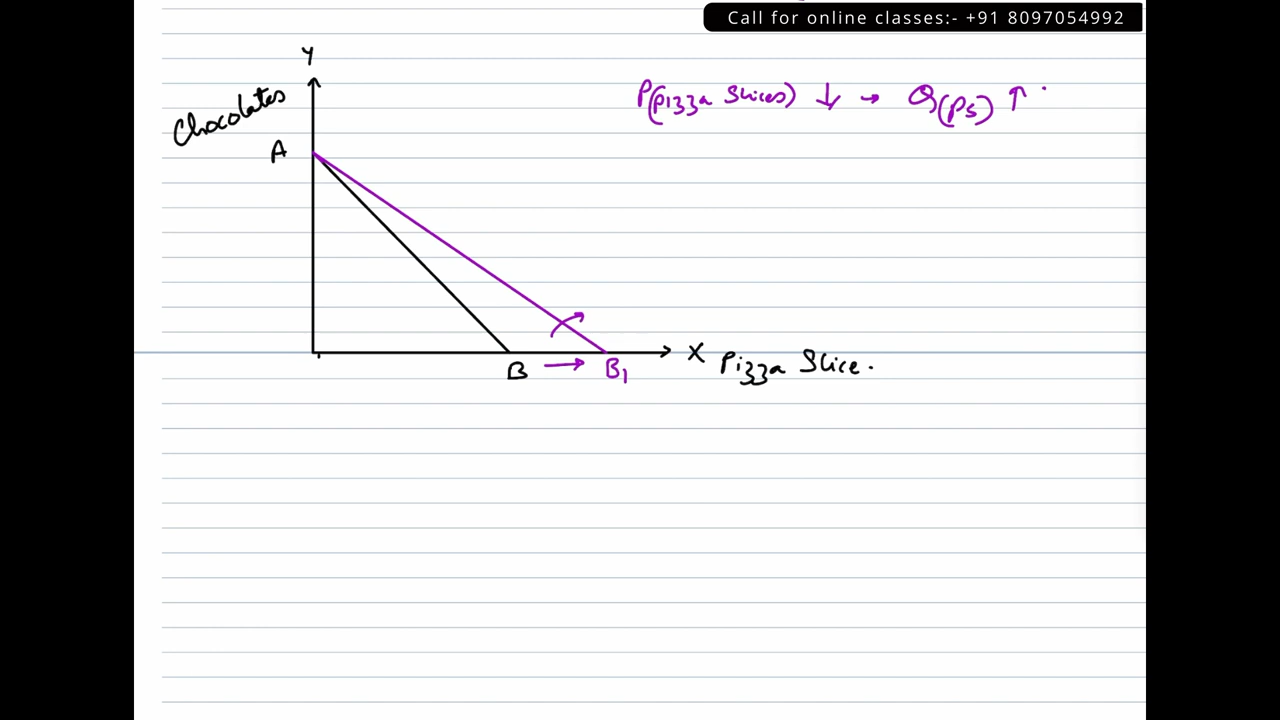 Call for online classes:- +91 8097054992
Y
Chocolates
P(Pizza Slices) ↓ → Q(PS) ↑
A
B → B1
X Pizza Slice.